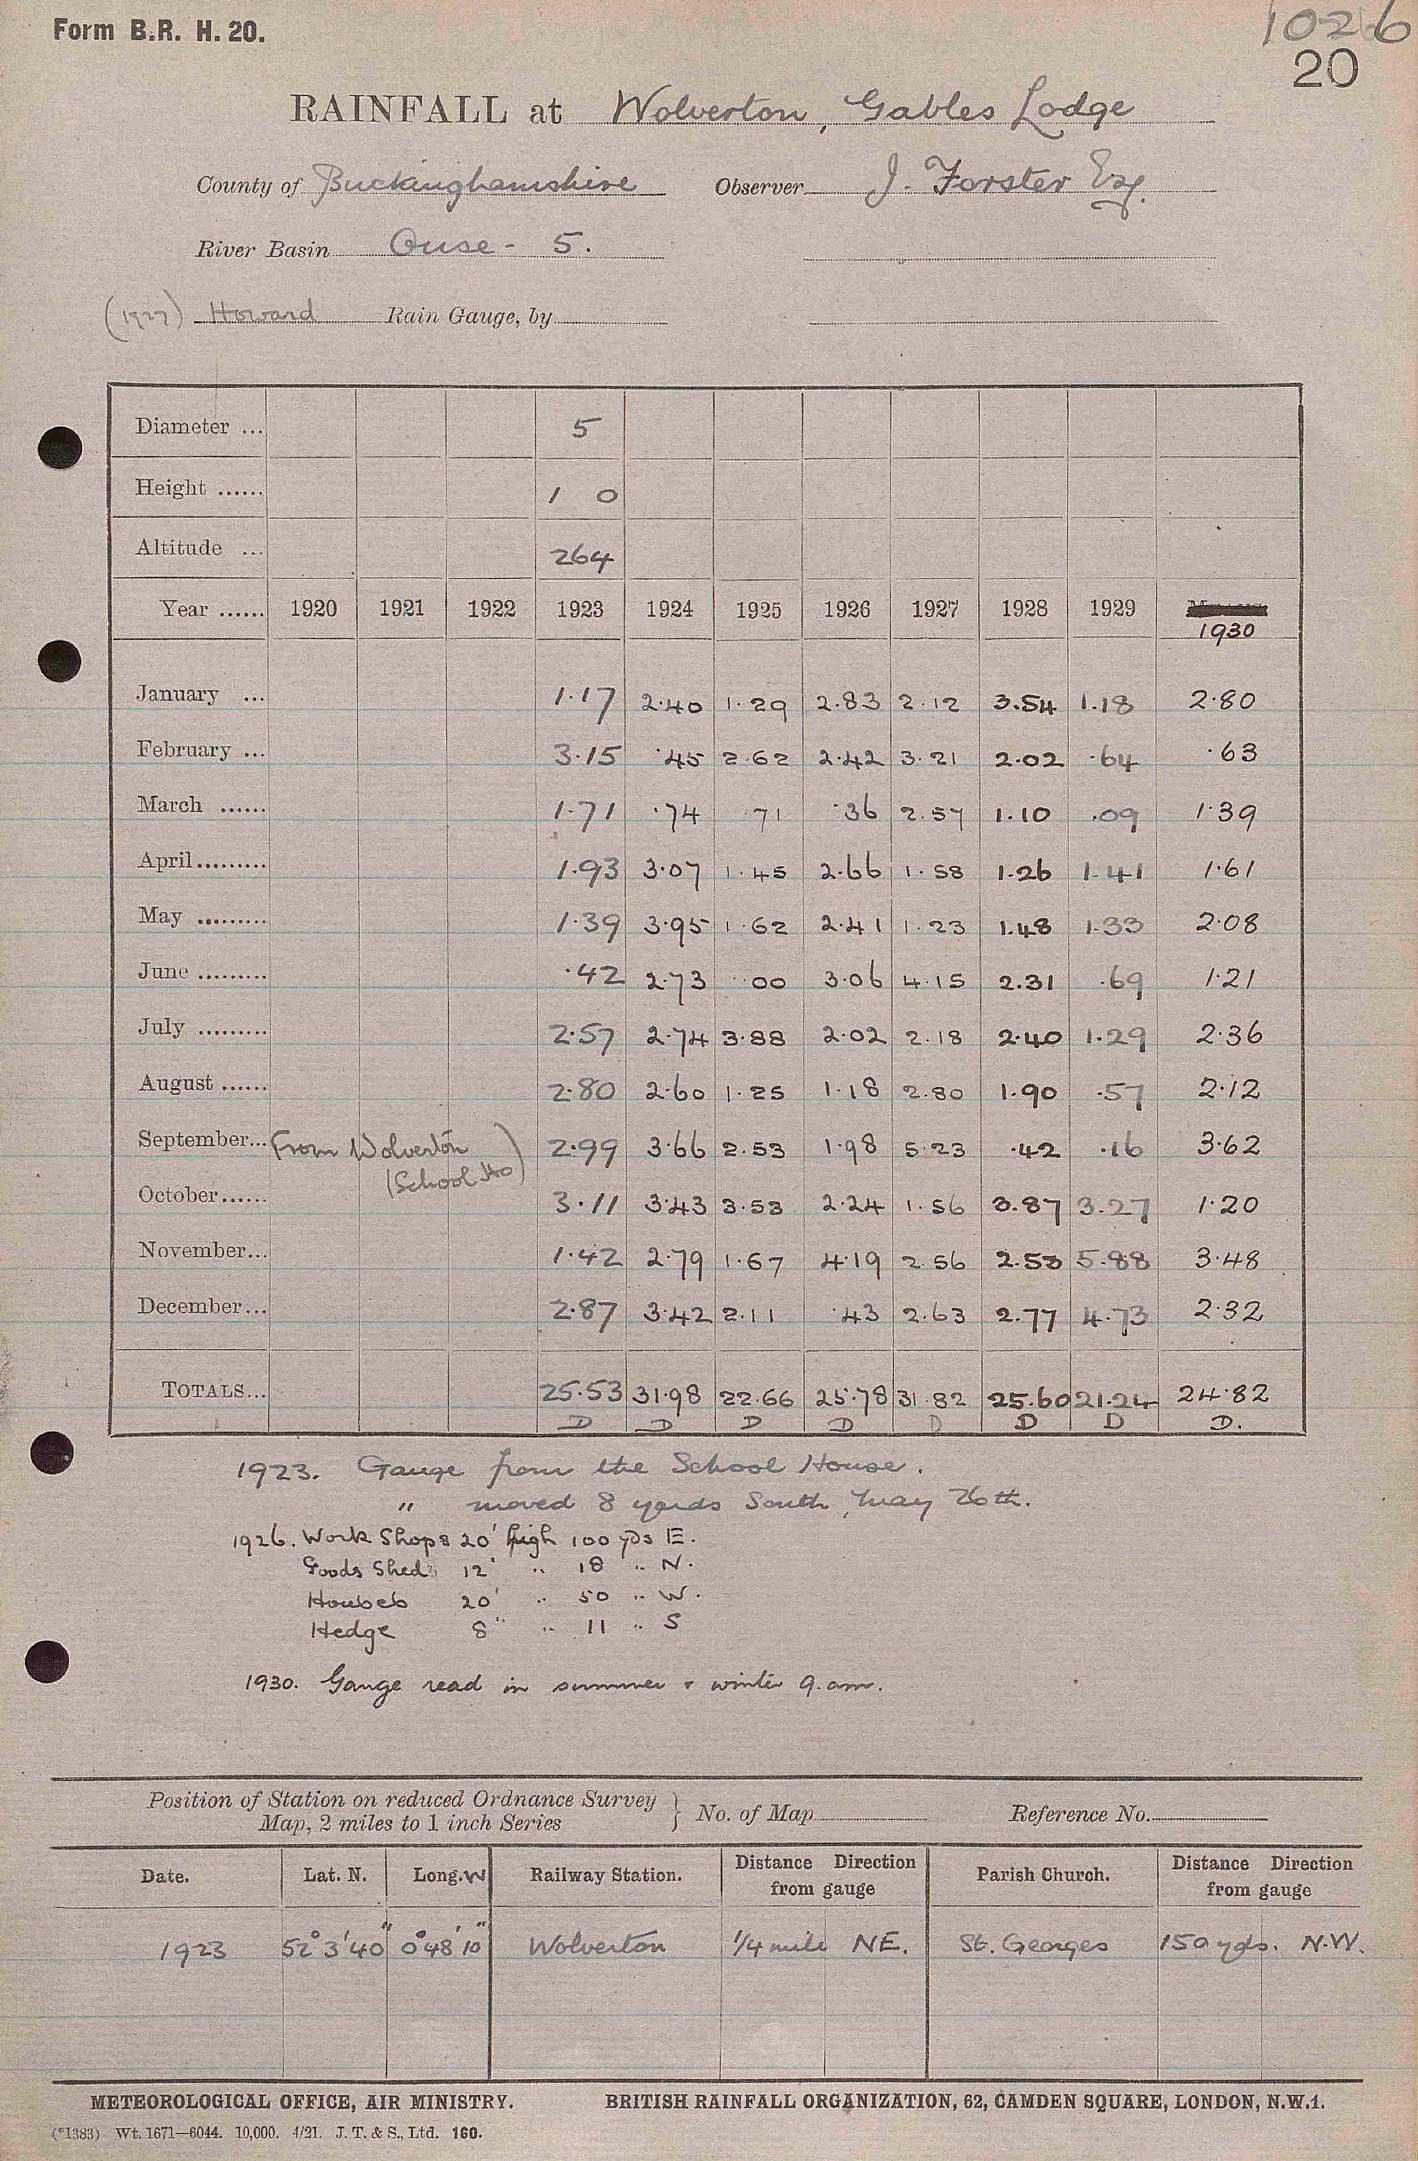 Form B.R. H. 20.
1026
20
RAINFALL at Wolverton, Gables Lodge
County of Buckinghamshire Observer J. Forster Esq.
River Basin Ouse - 5.
(1927) Howard Rain Gauge, by
Diameter ... 5
Height ...... 1 0
Altitude ... 264
Year ...... 1920 1921 1922 1923 1924 1925 1926 1927 1928 1929 1930
January ... 1.17 2.40 1.29 2.83 2.12 3.54 1.18 2.80
February ... 3.15 .45 2.62 2.42 3.21 2.02 .64 .63
March ...... 1.71 .74 .71 .36 2.57 1.10 .09 1.39
April......... 1.93 3.07 1.45 2.66 1.58 1.26 1.41 1.61
May ......... 1.39 3.95 1.62 2.41 1.23 1.48 1.33 2.08
June ......... .42 2.73 .00 3.06 4.15 2.31 .69 1.21
July ......... 2.57 2.74 3.88 2.02 2.18 2.40 1.29 2.36
August ...... 2.80 2.60 1.25 1.18 2.80 1.90 .57 2.12
September... From Wolverton 2.99 3.66 2.53 1.98 5.23 .42 .16 3.62
(School Ho)
October...... 3.11 3.43 3.53 2.24 1.56 3.87 3.27 1.20
November... 1.42 2.79 1.67 4.19 2.56 2.53 5.88 3.48
December... 2.87 3.42 2.11 .43 2.63 2.77 4.73 2.32
TOTALS... 25.53 31.98 22.66 25.78 31.82 25.60 21.24 24.82
D D D D D D D D.
1923. Gauge from the School House.
" moved 8 yards South, May 26th.
1926. Work Shops 20' high 100 yds E.
Goods Shed 12' " 18 " N.
Houses 20' " 50 " W.
Hedge 8" " 11 " S
1930. Gauge read in summer & winter 9. am.
Position of Station on reduced Ordnance Survey
Map, 2 miles to 1 inch Series } No. of Map Reference No.
Date. Lat. N. Long. W Railway Station. Distance Direction from gauge Parish Church. Distance Direction from gauge
1923 52° 3' 40" 0° 48' 10" Wolverton 1/4 mile NE. St. Georges 150 yds. N.W.
METEOROLOGICAL OFFICE, AIR MINISTRY. BRITISH RAINFALL ORGANIZATION, 62, CAMDEN SQUARE, LONDON, N.W.1.
(*1383) Wt. 1671—6044. 10,000. 4/21. J. T. & S., Ltd. 160.